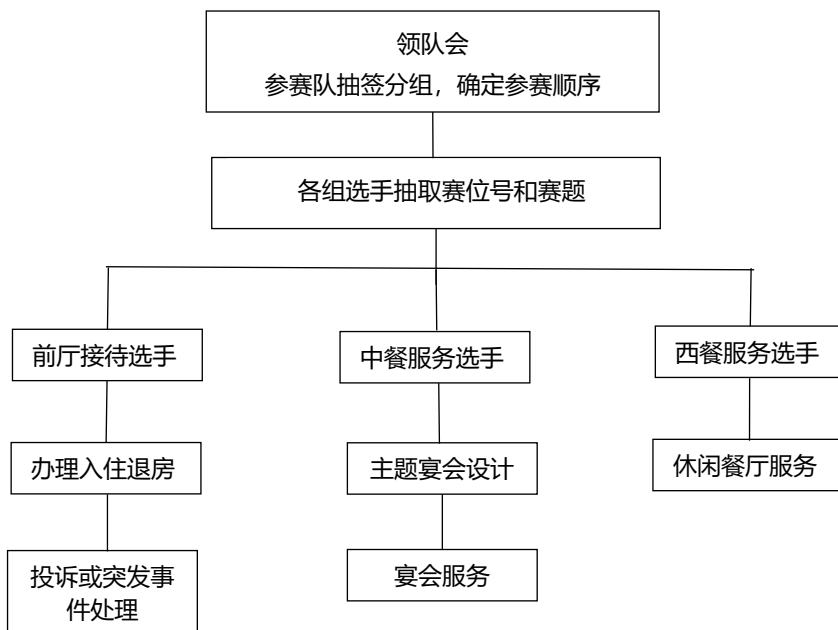 领队会
参赛队抽签分组，确定参赛顺序
各组选手抽取赛位号和赛题
前厅接待选手
中餐服务选手
西餐服务选手
办理入住退房
主题宴会设计
休闲餐厅服务
投诉或突发事
件处理
宴会服务